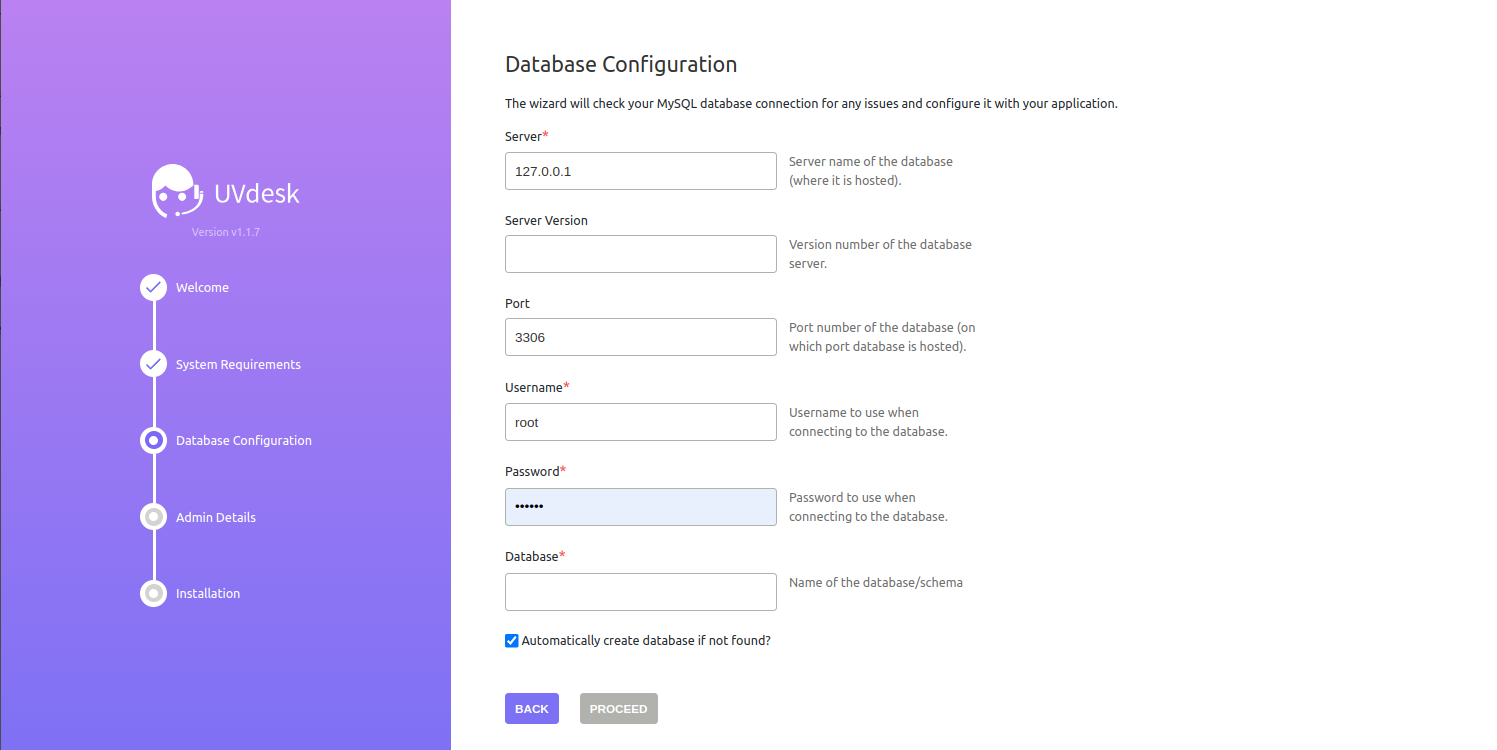 UVdesk
Version v1.1.7
Welcome
System Requirements
Database Configuration
Admin Details
Installation
Database Configuration
The wizard will check your MySQL database connection for any issues and configure it with your application.
Server*
127.0.0.1
Server name of the database
(where it is hosted).
Server Version
Version number of the database
server.
Port
3306
Port number of the database (on
which port database is hosted).
Username*
root
Username to use when
connecting to the database.
Password*
••••••
Password to use when
connecting to the database.
Database*
Name of the database/schema
Automatically create database if not found?
BACK
PROCEED